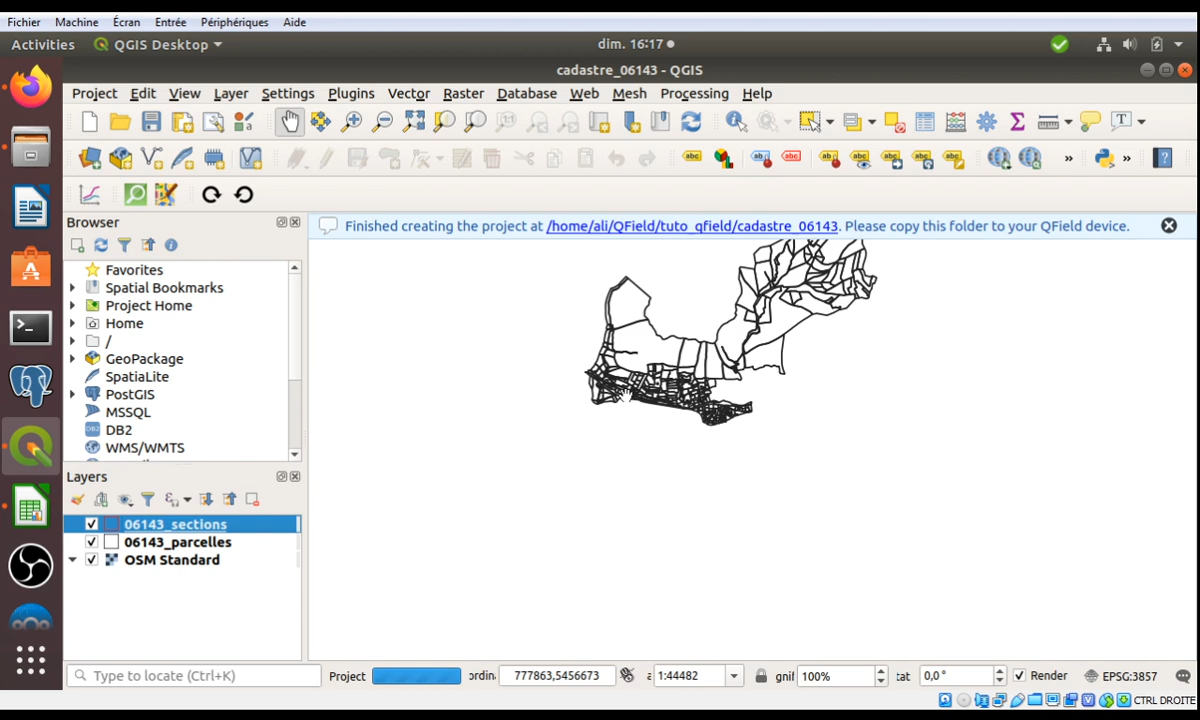 Fichier Machine Écran Entrée Périphériques Aide
Activities QGIS Desktop dim. 16:17
cadastre_06143 - QGIS
Project Edit View Layer Settings Plugins Vector Raster Database Web Mesh Processing Help
Browser
Finished creating the project at /home/ali/QField/tuto_qfield/cadastre_06143. Please copy this folder to your QField device.
Favorites
Spatial Bookmarks
Project Home
Home
/
GeoPackage
SpatiaLite
PostGIS
MSSQL
DB2
WMS/WMTS
Layers
06143_sections
06143_parcelles
OSM Standard
Type to locate (Ctrl+K) Project ordin 777863,5456673 a 1:44482 gnif 100% tat 0,0° Render EPSG:3857
CTRL DROITE